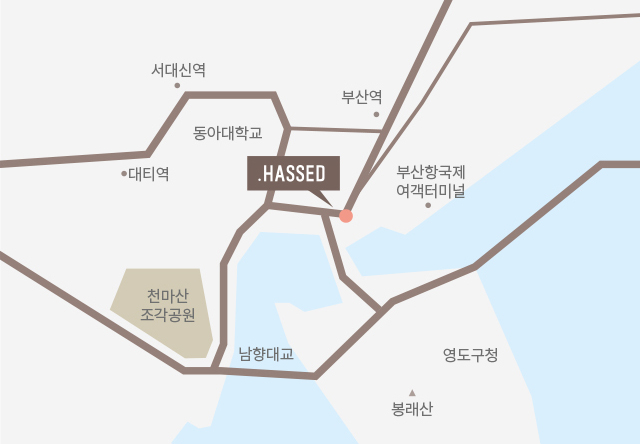 서대신역
부산역
동아대학교
대티역
.HASSED
부산항국제
여객터미널
천마산
조각공원
남향대교
영도구청
봉래산